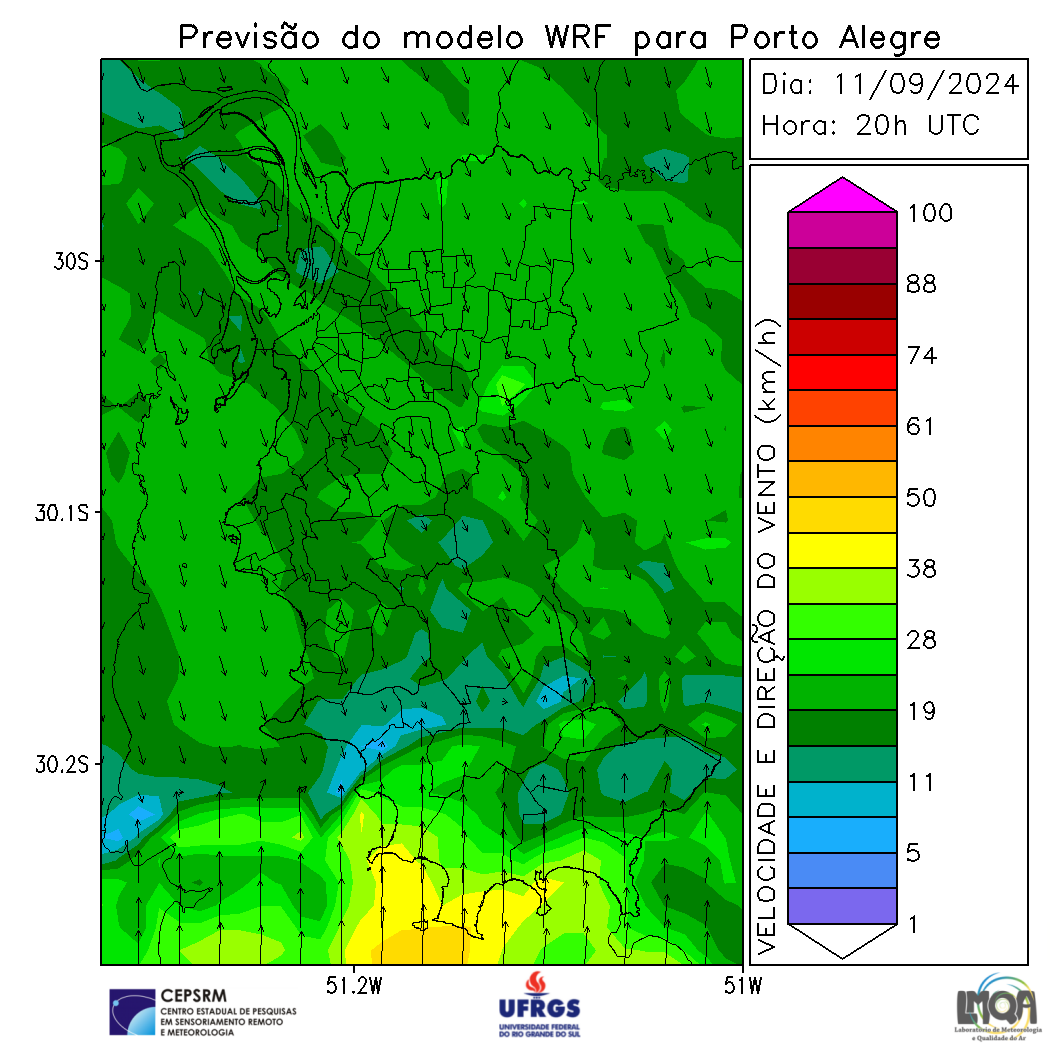 Previsão do modelo WRF para Porto Alegre
Dia: 11/09/2024
Hora: 20h UTC
30S
30.1S
30.2S
51.2W
51W
VELOCIDADE E DIREÇÃO DO VENTO (km/h)
100
88
74
61
50
38
28
19
11
5
1
CEPSRM
CENTRO ESTADUAL DE PESQUISAS
EM SENSORIAMENTO REMOTO
E METEOROLOGIA
UFRGS
UNIVERSIDADE FEDERAL
DO RIO GRANDE DO SUL
LMQA
Laboratório de Meteorologia
e Qualidade do Ar